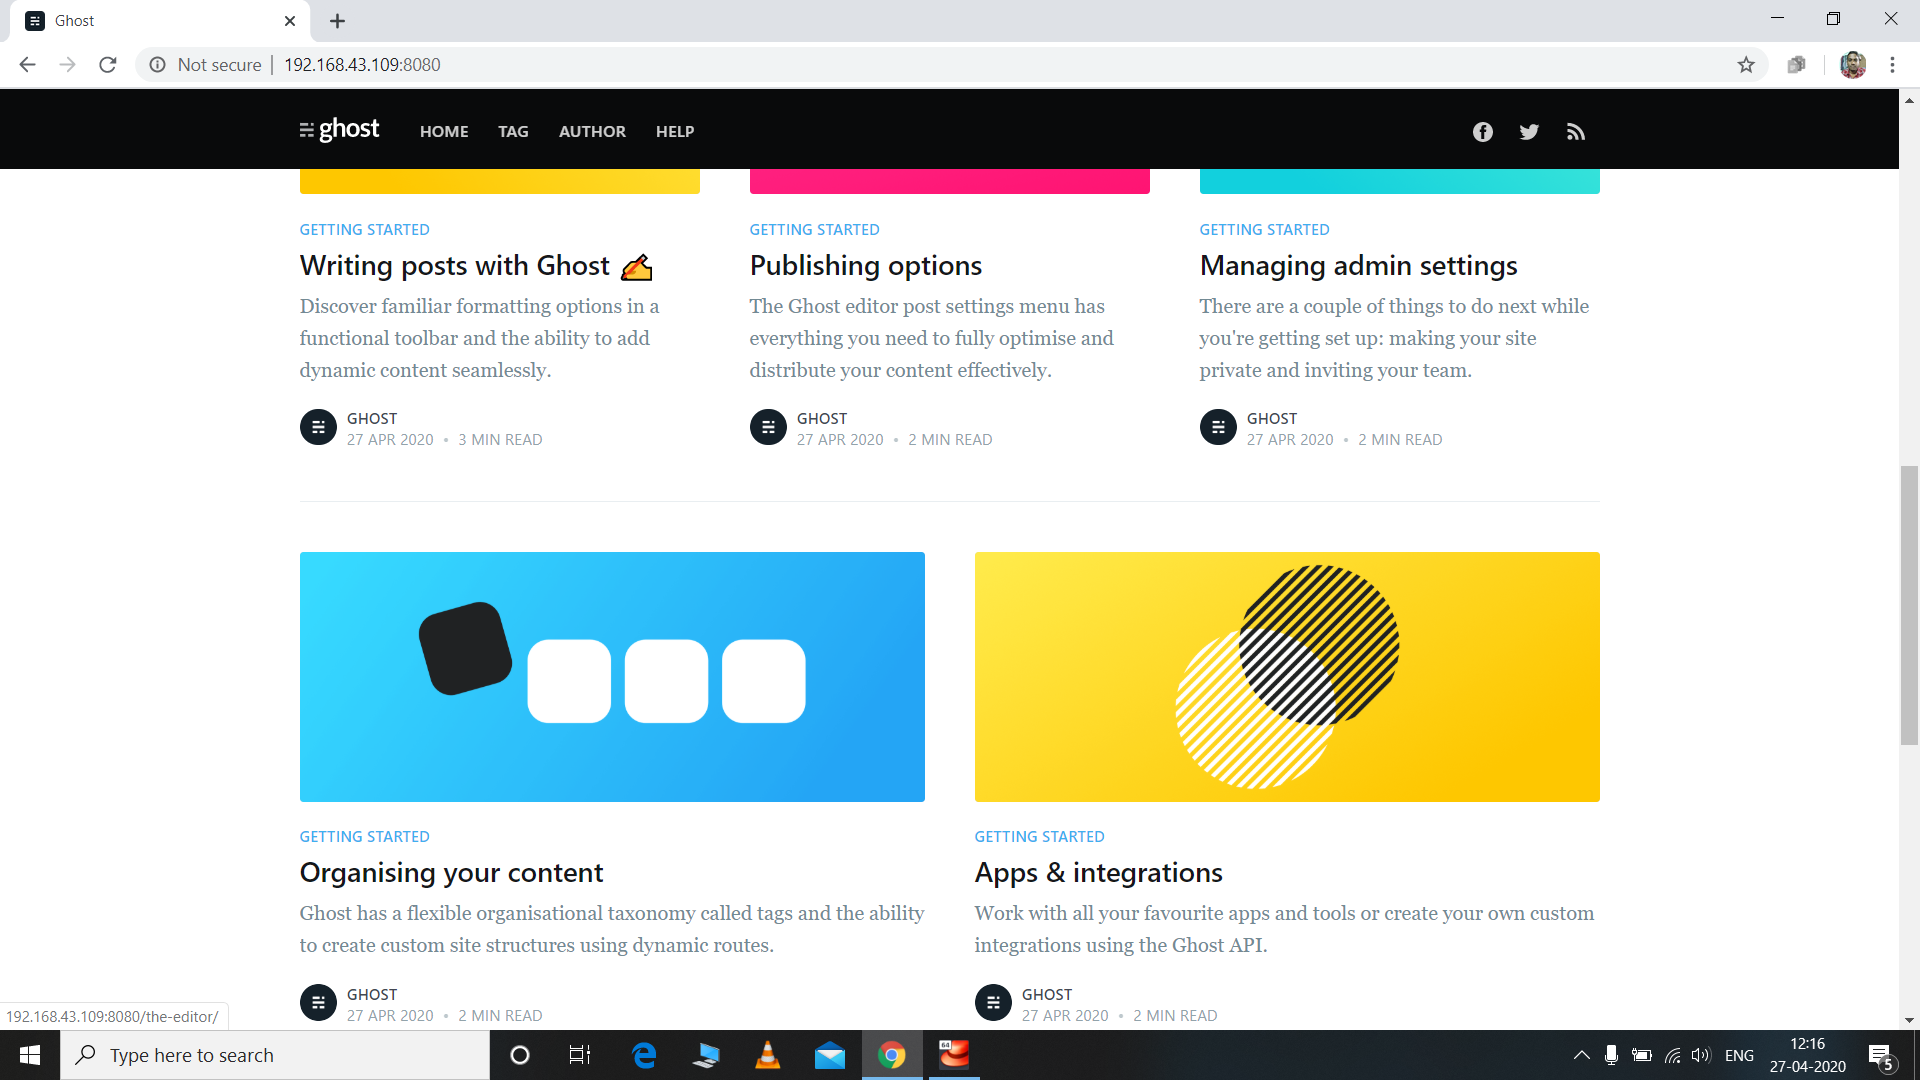 Ghost
Not secure | 192.168.43.109:8080
ghost HOME TAG AUTHOR HELP
GETTING STARTED
Writing posts with Ghost ✍
Discover familiar formatting options in a
functional toolbar and the ability to add
dynamic content seamlessly.
GHOST
27 APR 2020 • 3 MIN READ
GETTING STARTED
Publishing options
The Ghost editor post settings menu has
everything you need to fully optimise and
distribute your content effectively.
GHOST
27 APR 2020 • 2 MIN READ
GETTING STARTED
Managing admin settings
There are a couple of things to do next while
you're getting set up: making your site
private and inviting your team.
GHOST
27 APR 2020 • 2 MIN READ
GETTING STARTED
Organising your content
Ghost has a flexible organisational taxonomy called tags and the ability
to create custom site structures using dynamic routes.
GHOST
27 APR 2020 • 2 MIN READ
GETTING STARTED
Apps & integrations
Work with all your favourite apps and tools or create your own custom
integrations using the Ghost API.
GHOST
27 APR 2020 • 2 MIN READ
192.168.43.109:8080/the-editor/
Type here to search
64
ENG
12:16
27-04-2020
5